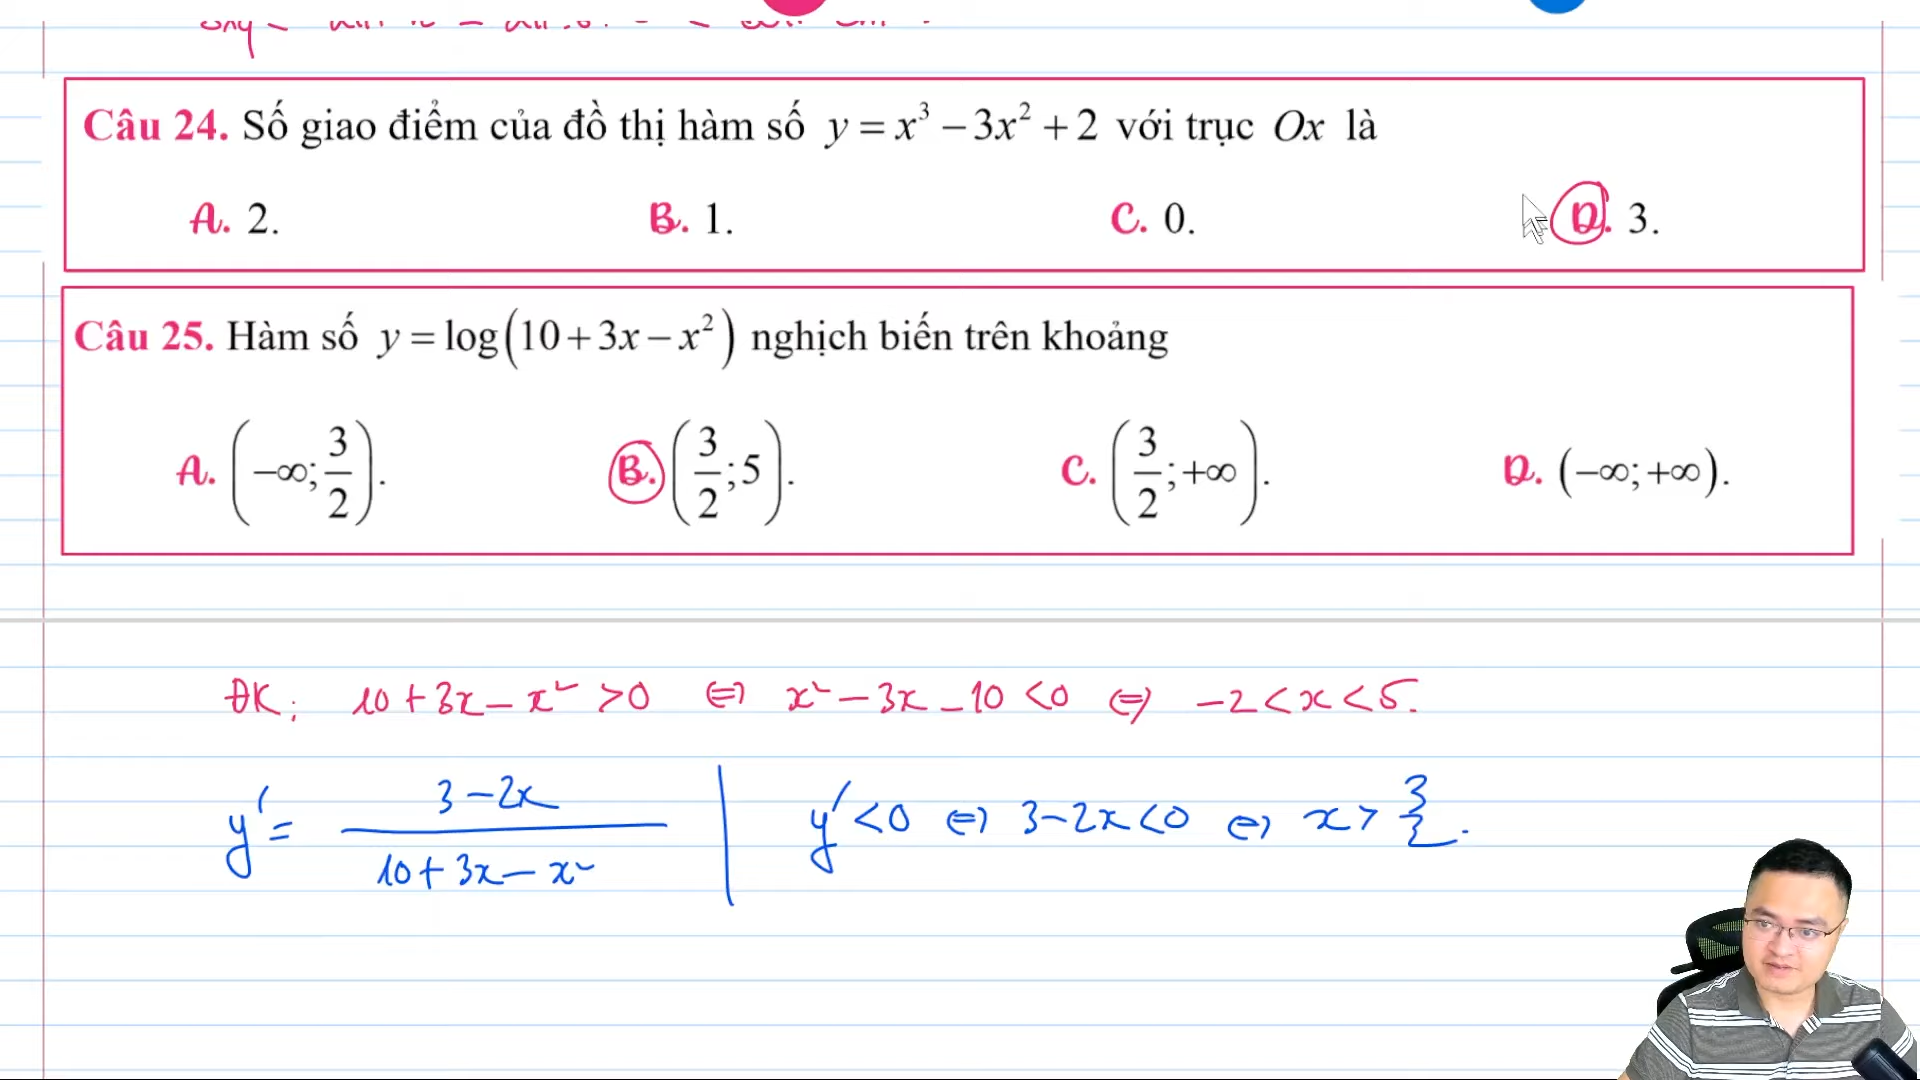 Câu 24. Số giao điểm của đồ thị hàm số y = x³ − 3x² + 2 với trục Ox là
A. 2. B. 1. C. 0. D. 3.
Câu 25. Hàm số y = log(10 + 3x − x²) nghịch biến trên khoảng
A. (−∞; 3/2). B. (3/2; 5). C. (3/2; +∞). D. (−∞; +∞).
ĐK: 10 + 3x − x² > 0 ⇔ x² − 3x − 10 < 0 ⇔ −2 < x < 5.
y' = (3 − 2x)/(10 + 3x − x²) | y' < 0 ⇔ 3 − 2x < 0 ⇔ x > 3/2.